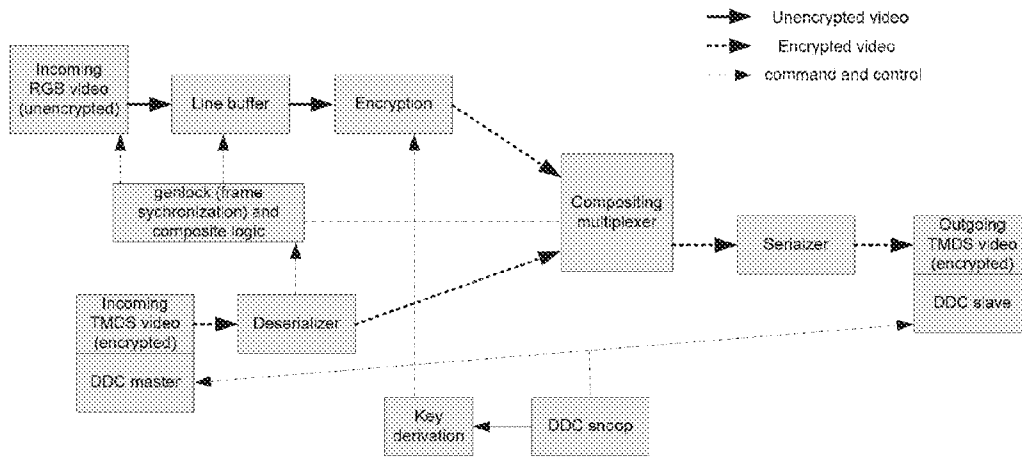 Unencrypted video
Encrypted video
command and control
Incoming
RGB video
(unencrypted)
Line buffer
Encryption
genlock (frame
sychronization) and
composite logic
Compositing
multiplexer
Seriaizer
Outgoing
TMDS video
(encrypted)
DDC slave
Incoming
TMDS video
(encrypted)
DDC master
Deserializer
Key
derivation
DDC snoop